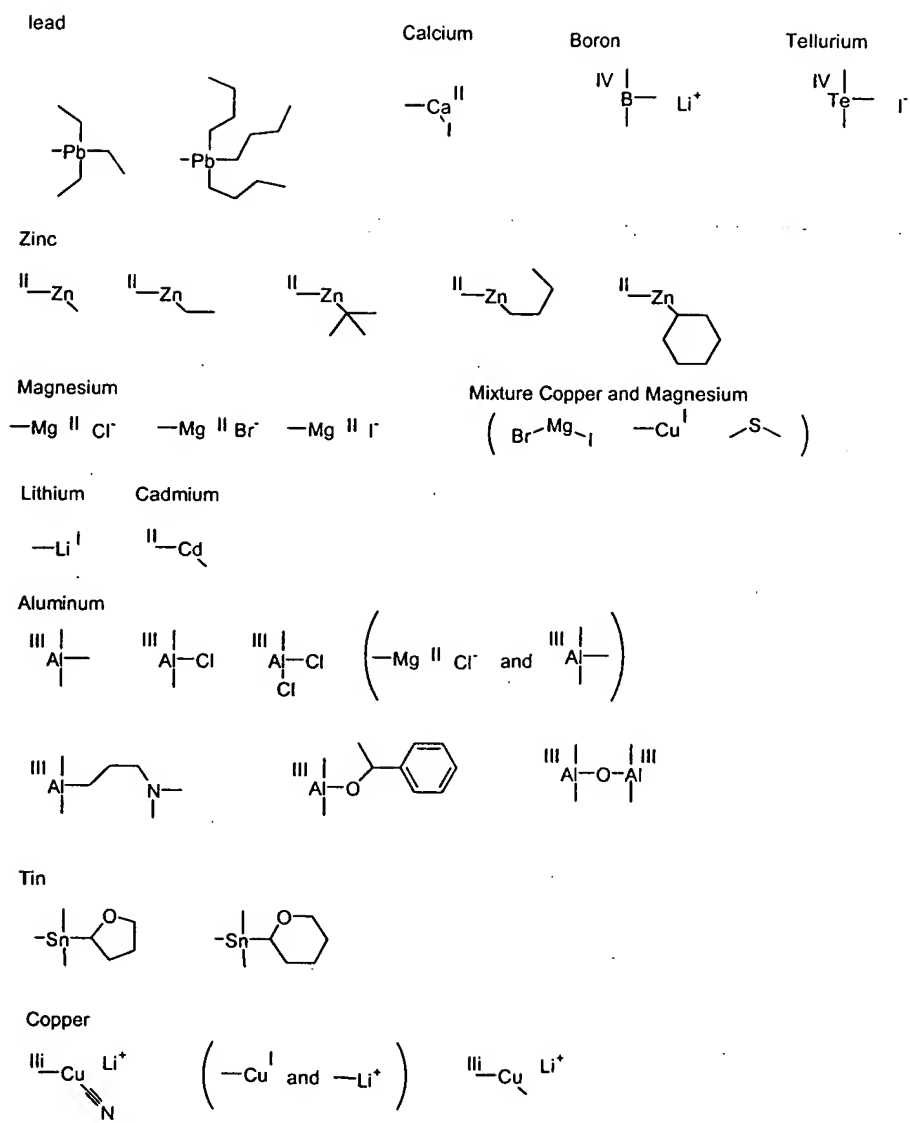 lead
Calcium Boron Tellurium
II IV IV
Ca B Li+ Te I-
I
Pb Pb
Zinc
II Zn II Zn II Zn II Zn II Zn
Magnesium Mixture Copper and Magnesium
Mg II Cl- Mg II Br- Mg II I- ( Br Mg I Cu I S )
Lithium Cadmium
Li I II Cd
Aluminum
III III III III
Al Al Cl Al Cl ( Mg II Cl- and Al )
Cl
III III III III
Al N Al O Al O Al
Tin
O O
Sn Sn
Copper
III Cu Li+ ( Cu I and Li+ ) III Cu Li+
N